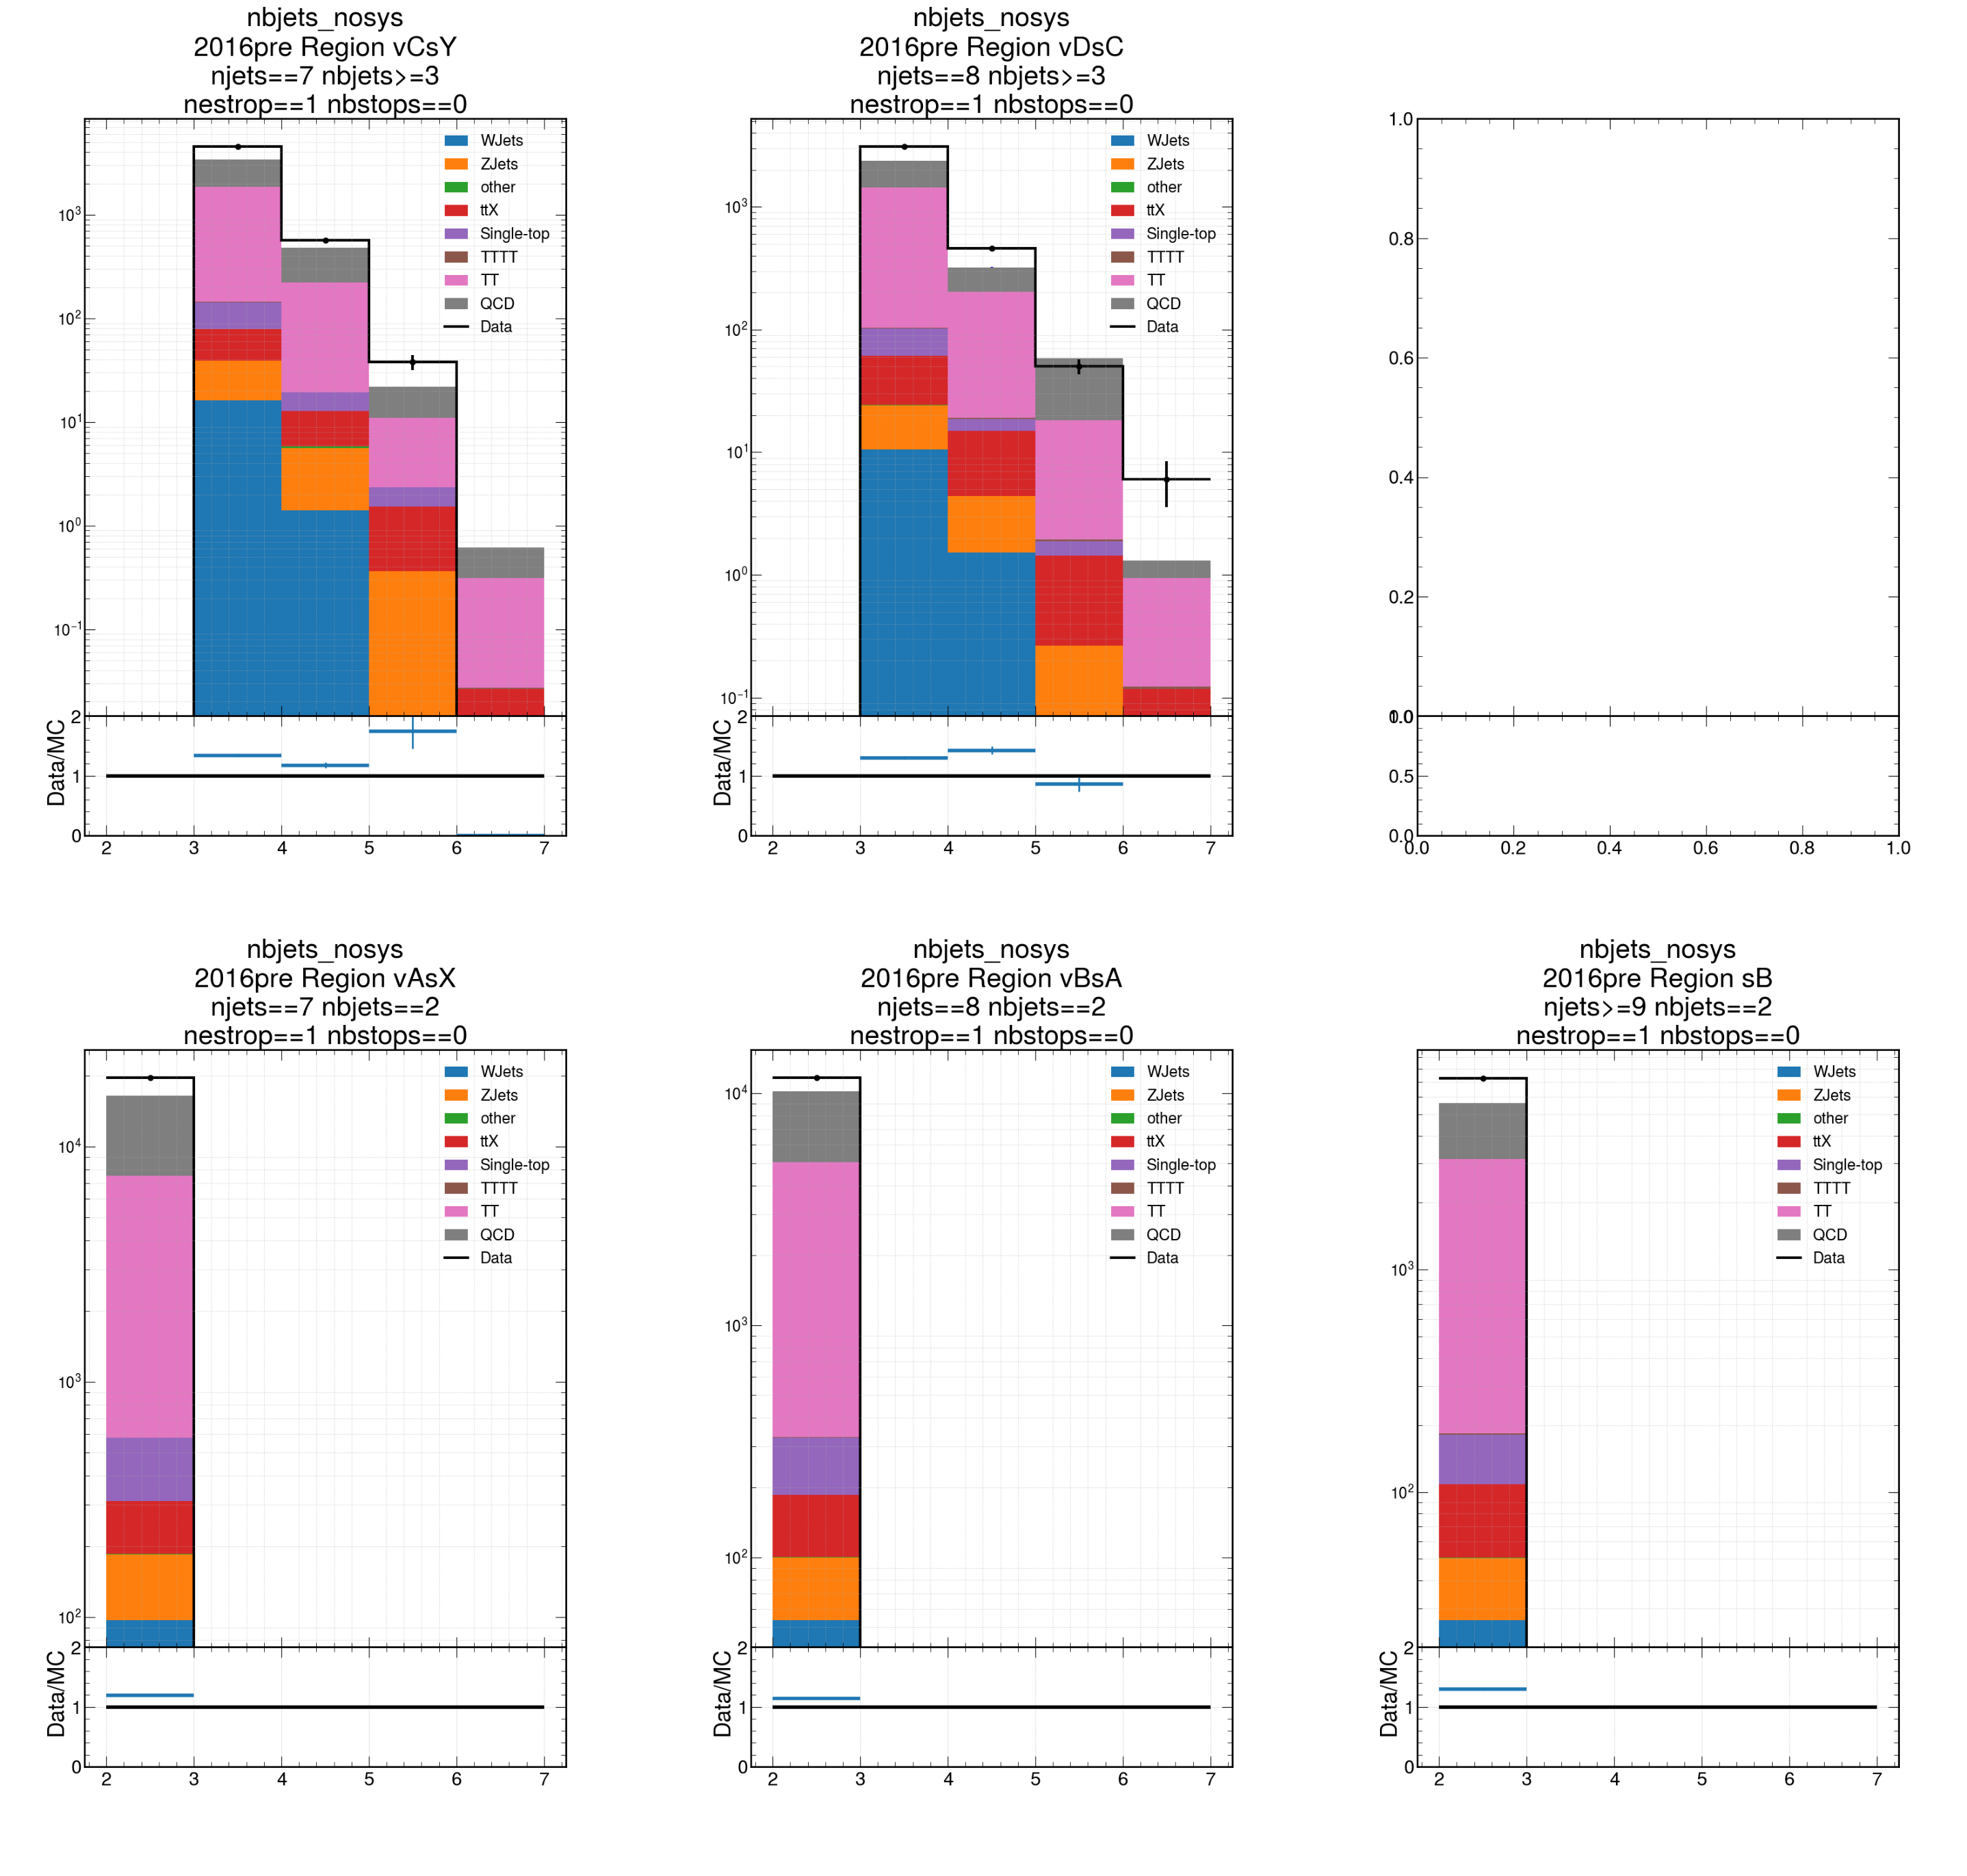 nbjets_nosys
2016pre Region vCsY
njets==7 nbjets>=3
nestrop==1 nbstops==0
WJets
ZJets
other
ttX
Single-top
TTTT
TT
QCD
Data
10³
10²
10¹
10⁰
10⁻¹
Data/MC
2
1
0
2 3 4 5 6 7
nbjets_nosys
2016pre Region vDsC
njets==8 nbjets>=3
nestrop==1 nbstops==0
WJets
ZJets
other
ttX
Single-top
TTTT
TT
QCD
Data
10³
10²
10¹
10⁰
10⁻¹
Data/MC
2
1
0
2 3 4 5 6 7
1.0
0.8
0.6
0.4
0.2
0.0
1.0
0.5
0.0
0.0 0.2 0.4 0.6 0.8 1.0
nbjets_nosys
2016pre Region vAsX
njets==7 nbjets==2
nestrop==1 nbstops==0
WJets
ZJets
other
ttX
Single-top
TTTT
TT
QCD
Data
10⁴
10³
10²
Data/MC
2
1
0
2 3 4 5 6 7
nbjets_nosys
2016pre Region vBsA
njets==8 nbjets==2
nestrop==1 nbstops==0
WJets
ZJets
other
ttX
Single-top
TTTT
TT
QCD
Data
10⁴
10³
10²
Data/MC
2
1
0
2 3 4 5 6 7
nbjets_nosys
2016pre Region sB
njets>=9 nbjets==2
nestrop==1 nbstops==0
WJets
ZJets
other
ttX
Single-top
TTTT
TT
QCD
Data
10³
10²
Data/MC
2
1
0
2 3 4 5 6 7